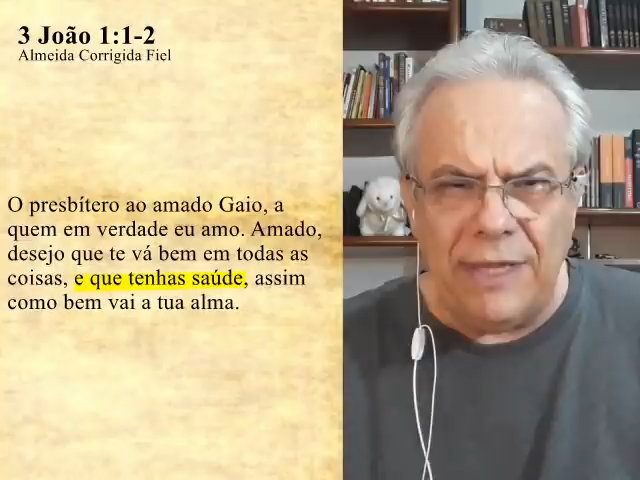 3 João 1:1-2
Almeida Corrigida Fiel
O presbítero ao amado Gaio, a
quem em verdade eu amo. Amado,
desejo que te vá bem em todas as
coisas, e que tenhas saúde, assim
como bem vai a tua alma.